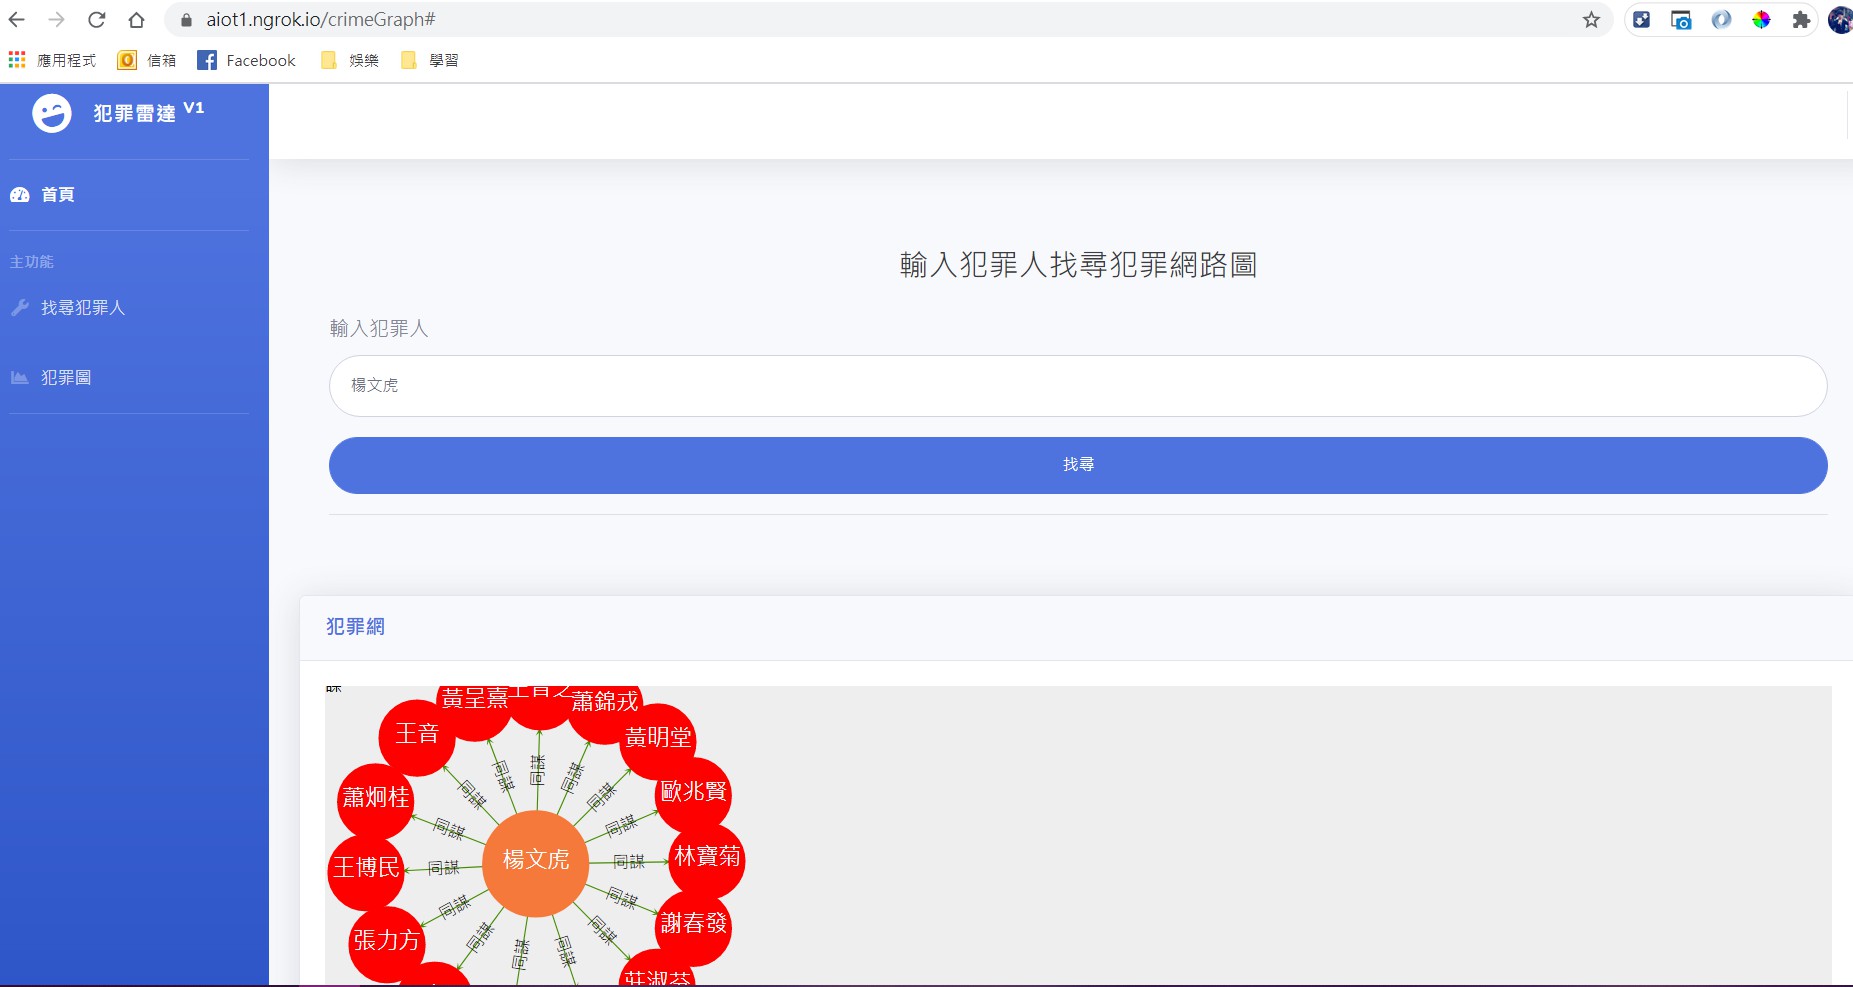 aiot1.ngrok.io/crimeGraph#
應用程式 信箱 Facebook 娛樂 學習
犯罪雷達 V1
首頁
主功能
找尋犯罪人
犯罪圖
輸入犯罪人找尋犯罪網路圖
輸入犯罪人
楊文虎
找尋
犯罪網
黃呈熹
蕭錦戎
王音
黃明堂
同謀
同謀
同謀
同謀
同謀
蕭炯桂
歐兆賢
同謀
同謀
王博民
同謀
楊文虎
同謀
林寶菊
同謀
同謀
張力方
謝春發
同謀
同謀
同謀
同謀
莊淑芬